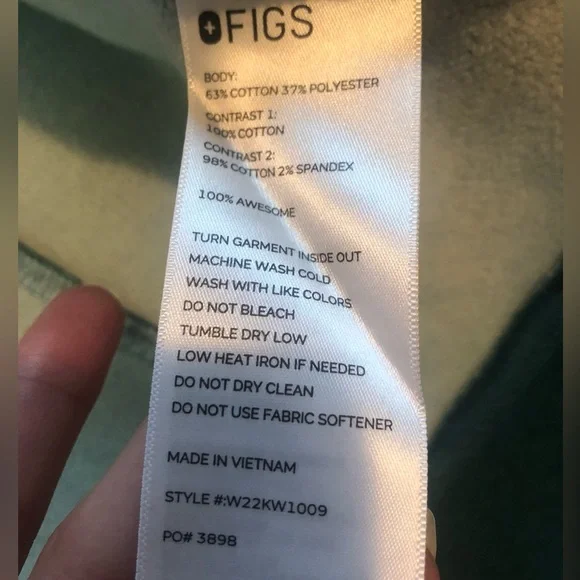 FIGS
BODY:
63% COTTON 37% POLYESTER
CONTRAST 1:
100% COTTON
CONTRAST 2:
98% COTTON 2% SPANDEX
100% AWESOME
TURN GARMENT INSIDE OUT
MACHINE WASH COLD
WASH WITH LIKE COLORS
DO NOT BLEACH
TUMBLE DRY LOW
LOW HEAT IRON IF NEEDED
DO NOT DRY CLEAN
DO NOT USE FABRIC SOFTENER
MADE IN VIETNAM
STYLE #:W22KW1009
PO# 3898